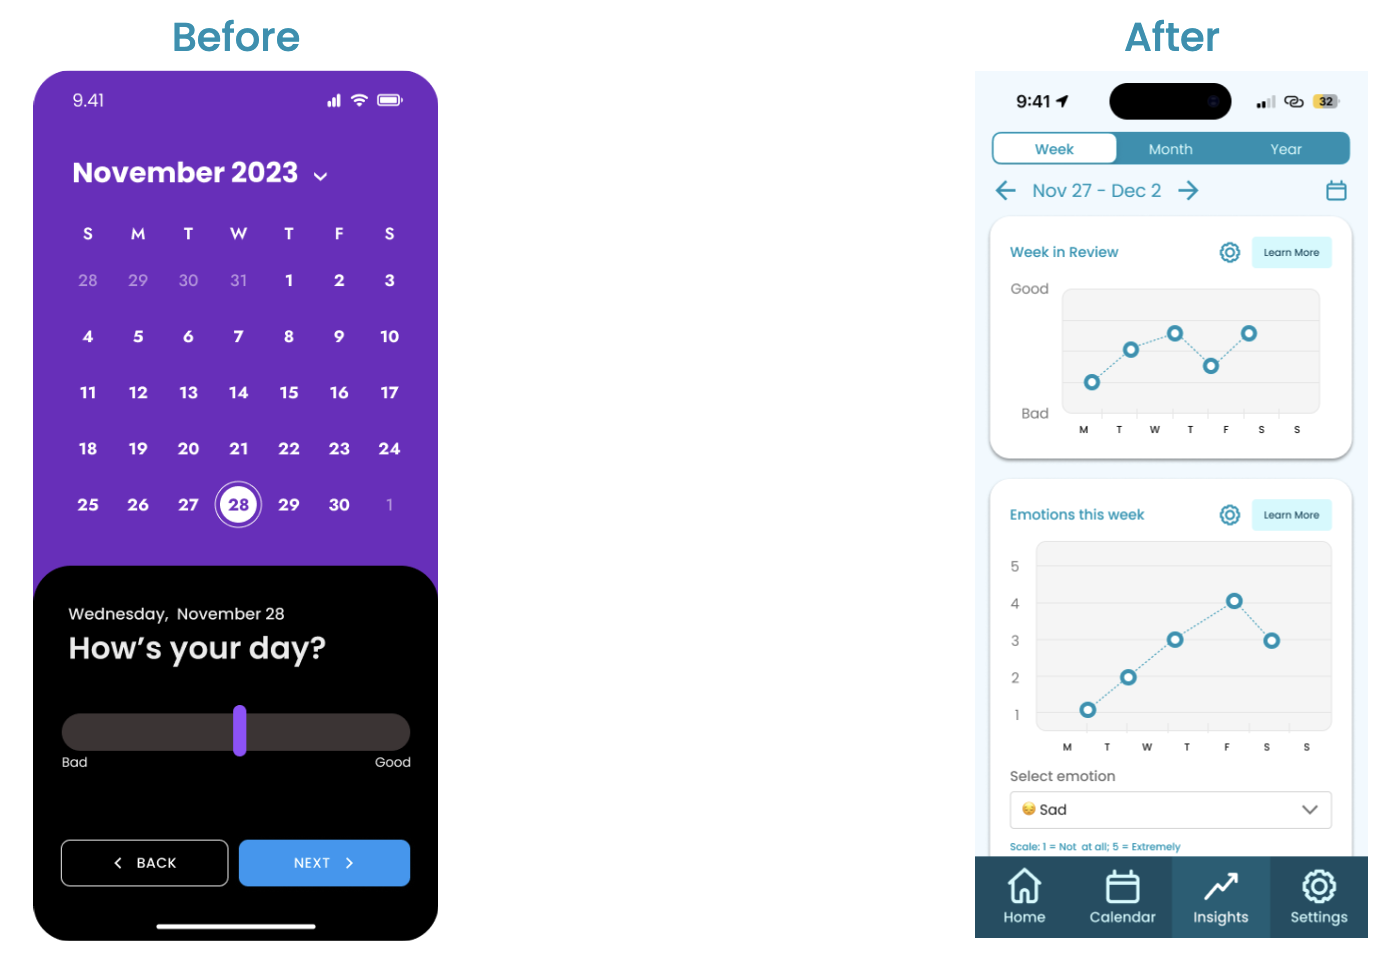 Before
9.41
November 2023
S M T W T F S
28 29 30 31 1 2 3
4 5 6 7 8 9 10
11 12 13 14 15 16 17
18 19 20 21 22 23 24
25 26 27 28 29 30 1
Wednesday, November 28
How's your day?
Bad Good
BACK NEXT
After
9:41 32
Week Month Year
Nov 27 - Dec 2
Week in Review Learn More
Good
Bad
M T W T F S S
Emotions this week Learn More
5
4
3
2
1
M T W T F S S
Select emotion
Sad
Scale: 1 = Not at all; 5 = Extremely
Home Calendar Insights Settings